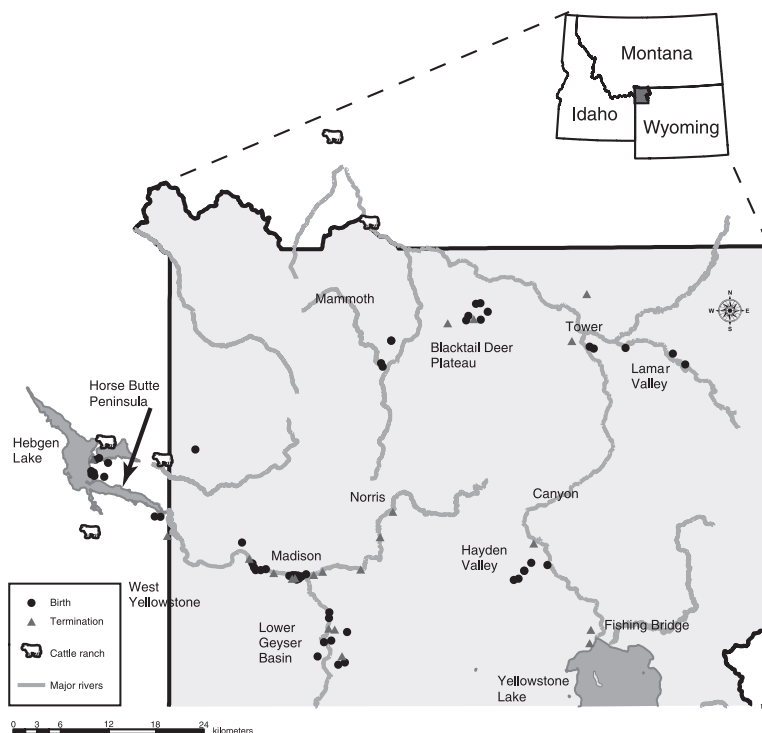 Montana
Idaho
Wyoming
Mammoth
N
W
E
S
Tower
Blacktail Deer
Plateau
Lamar
Valley
Horse Butte
Peninsula
Hebgen
Lake
Norris
Canyon
Madison
Hayden
Valley
West
Yellowstone
Lower
Geyser
Basin
Fishing Bridge
Yellowstone
Lake
Birth
Termination
Cattle ranch
Major rivers
0 1.5 3 6 12 18 24
kilometers